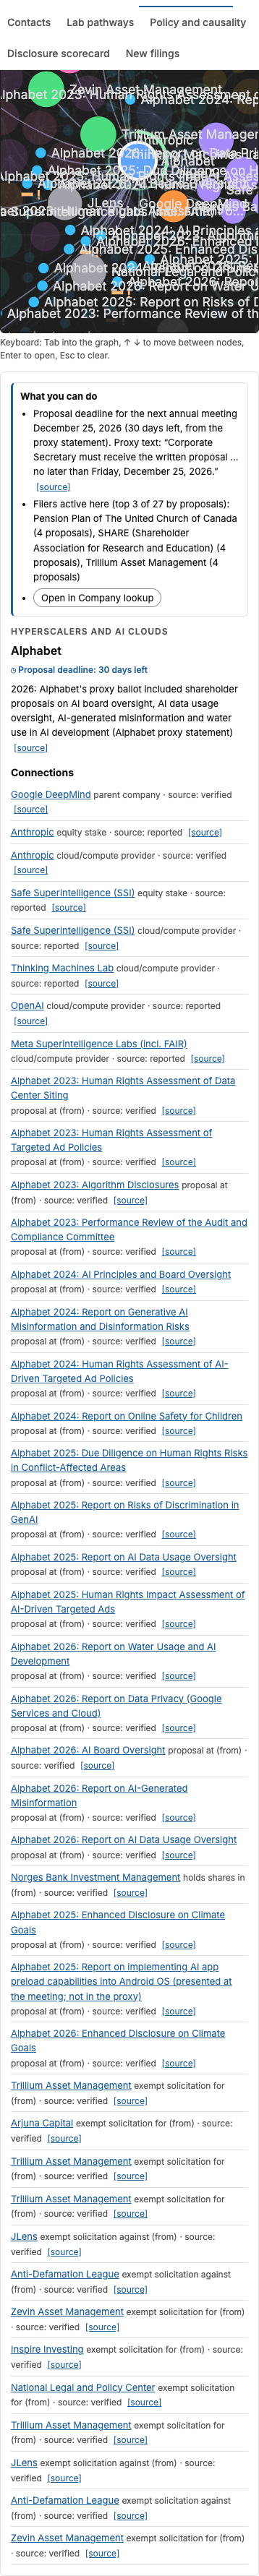 Contacts Lab pathways Policy and causality
Disclosure scorecard New filings
Zevin Asset Management
Alphabet 2024: Rep
Trillium Asset Manager
JLens
Google
Alphabet 2023: Performance Review of the
Keyboard: Tab into the graph, ↑ ↓ to move between nodes,
Enter to open, Esc to clear.
What you can do
• Proposal deadline for the next annual meeting
December 25, 2026 (30 days left, from the
proxy statement). Proxy text: “Corporate
Secretary must receive the written proposal ...
no later than Friday, December 25, 2026.”
[source]
• Filers active here (top 3 of 27 by proposals):
Pension Plan of The United Church of Canada
(4 proposals), SHARE (Shareholder
Association for Research and Education) (4
proposals), Trillium Asset Management (4
proposals)
• Open in Company lookup
HYPERSCALERS AND AI CLOUDS
Alphabet
◷ Proposal deadline: 30 days left
2026: Alphabet's proxy ballot included shareholder
proposals on AI board oversight, AI data usage
oversight, AI-generated misinformation and water
use in AI development (Alphabet proxy statement)
[source]
Connections
Google DeepMind parent company · source: verified
[source]
Anthropic equity stake · source: reported [source]
Anthropic cloud/compute provider · source: verified
[source]
Safe Superintelligence (SSI) equity stake · source:
reported [source]
Safe Superintelligence (SSI) cloud/compute provider ·
source: reported [source]
Thinking Machines Lab cloud/compute provider ·
source: reported [source]
OpenAI cloud/compute provider · source: reported
[source]
Meta Superintelligence Labs (incl. FAIR)
cloud/compute provider · source: reported [source]
Alphabet 2023: Human Rights Assessment of Data
Center Siting
proposal at (from) · source: verified [source]
Alphabet 2023: Human Rights Assessment of
Targeted Ad Policies
proposal at (from) · source: verified [source]
Alphabet 2023: Algorithm Disclosures proposal at
(from) · source: verified [source]
Alphabet 2023: Performance Review of the Audit and
Compliance Committee
proposal at (from) · source: verified [source]
Alphabet 2024: AI Principles and Board Oversight
proposal at (from) · source: verified [source]
Alphabet 2024: Report on Generative AI
Misinformation and Disinformation Risks
proposal at (from) · source: verified [source]
Alphabet 2024: Human Rights Assessment of AI-
Driven Targeted Ad Policies
proposal at (from) · source: verified [source]
Alphabet 2024: Report on Online Safety for Children
proposal at (from) · source: verified [source]
Alphabet 2025: Due Diligence on Human Rights Risks
in Conflict-Affected Areas
proposal at (from) · source: verified [source]
Alphabet 2025: Report on Risks of Discrimination in
GenAI
proposal at (from) · source: verified [source]
Alphabet 2025: Report on AI Data Usage Oversight
proposal at (from) · source: verified [source]
Alphabet 2025: Human Rights Impact Assessment of
AI-Driven Targeted Ads
proposal at (from) · source: verified [source]
Alphabet 2026: Report on Water Usage and AI
Development
proposal at (from) · source: verified [source]
Alphabet 2026: Report on Data Privacy (Google
Services and Cloud)
proposal at (from) · source: verified [source]
Alphabet 2026: AI Board Oversight proposal at (from) ·
source: verified [source]
Alphabet 2026: Report on AI-Generated
Misinformation
proposal at (from) · source: verified [source]
Alphabet 2026: Report on AI Data Usage Oversight
proposal at (from) · source: verified [source]
Norges Bank Investment Management holds shares in
(from) · source: verified [source]
Alphabet 2025: Enhanced Disclosure on Climate
Goals
proposal at (from) · source: verified [source]
Alphabet 2025: Report on implementing AI app
preload capabilities into Android OS (presented at
the meeting; not in the proxy)
proposal at (from) · source: verified [source]
Alphabet 2026: Enhanced Disclosure on Climate
Goals
proposal at (from) · source: verified [source]
Trillium Asset Management exempt solicitation for
(from) · source: verified [source]
Arjuna Capital exempt solicitation for (from) · source:
verified [source]
Trillium Asset Management exempt solicitation for
(from) · source: verified [source]
Trillium Asset Management exempt solicitation for
(from) · source: verified [source]
JLens exempt solicitation against (from) · source:
verified [source]
Anti-Defamation League exempt solicitation against
(from) · source: verified [source]
Zevin Asset Management exempt solicitation for (from)
· source: verified [source]
Inspire Investing exempt solicitation for (from) · source:
verified [source]
National Legal and Policy Center exempt solicitation
for (from) · source: verified [source]
Trillium Asset Management exempt solicitation for
(from) · source: verified [source]
JLens exempt solicitation against (from) · source:
verified [source]
Anti-Defamation League exempt solicitation against
(from) · source: verified [source]
Zevin Asset Management exempt solicitation for (from)
· source: verified [source]